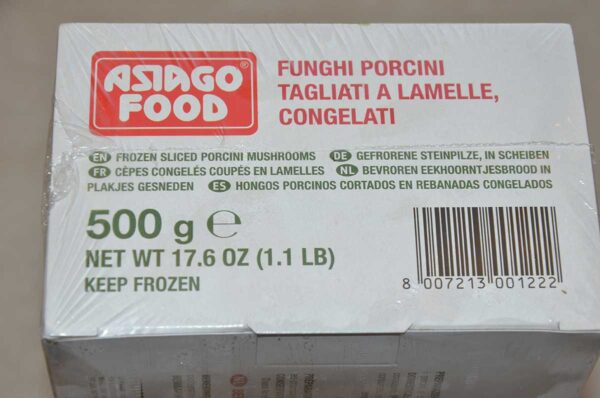 ASIAGO®
FOOD
FUNGHI PORCINI
TAGLIATI A LAMELLE,
CONGELATI
EN FROZEN SLICED PORCINI MUSHROOMS DE GEFRORENE STEINPILZE, IN SCHEIBEN
FR CÈPES CONGELÉS COUPÉS EN LAMELLES NL BEVROREN EEKHOORNTJESBROOD IN
PLAKJES GESNEDEN ES HONGOS PORCINOS CORTADOS EN REBANADAS CONGELADOS
500 g ℮
NET WT 17.6 OZ (1.1 LB)
KEEP FROZEN
8 007213 001222